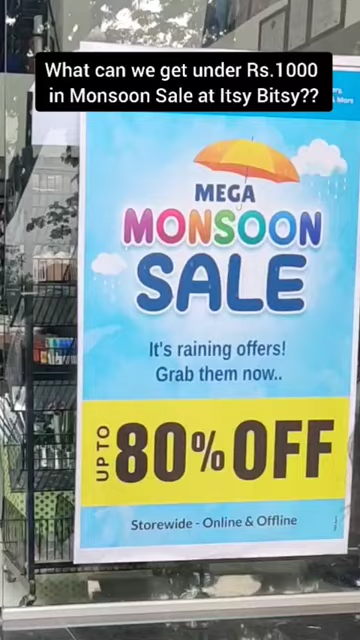 What can we get under Rs.1000
in Monsoon Sale at Itsy Bitsy??
& More
MEGA
MONSOON
SALE
It's raining offers!
Grab them now..
UP TO 80% OFF
Storewide - Online & Offline